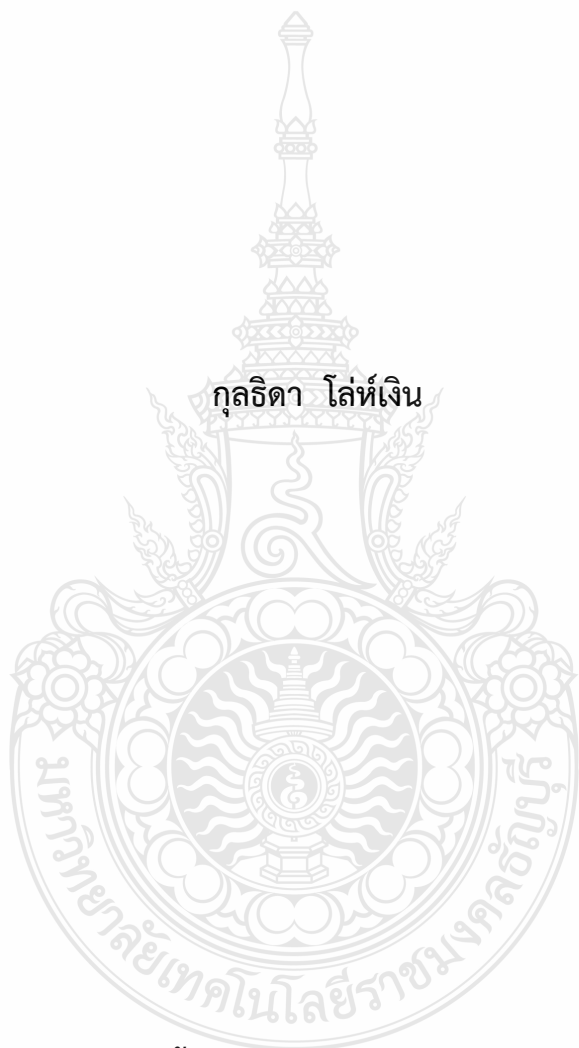 กุลธิดา โล่ห์เงิน
มหาวิทยาลัยเทคโนโลยีราชมงคลธัญบุรี